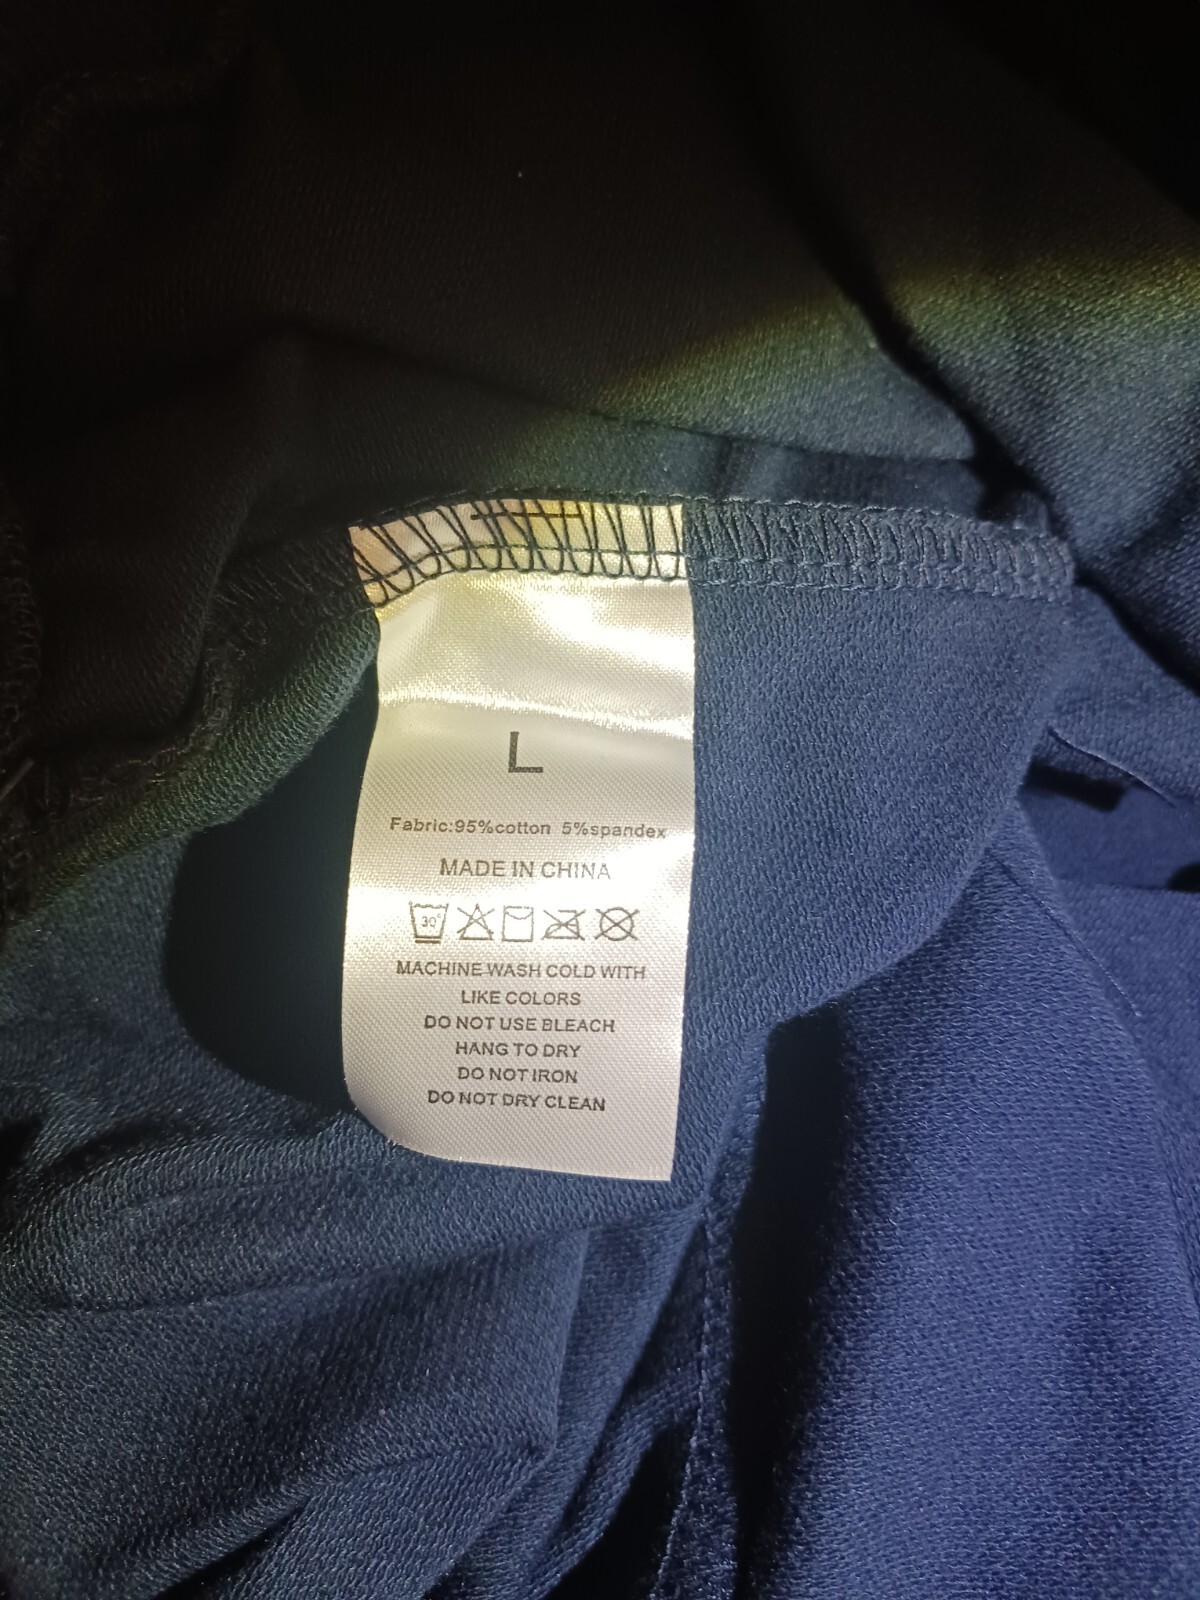 L
Fabric:95%cotton 5%spandex
MADE IN CHINA
30°
MACHINE WASH COLD WITH
LIKE COLORS
DO NOT USE BLEACH
HANG TO DRY
DO NOT IRON
DO NOT DRY CLEAN